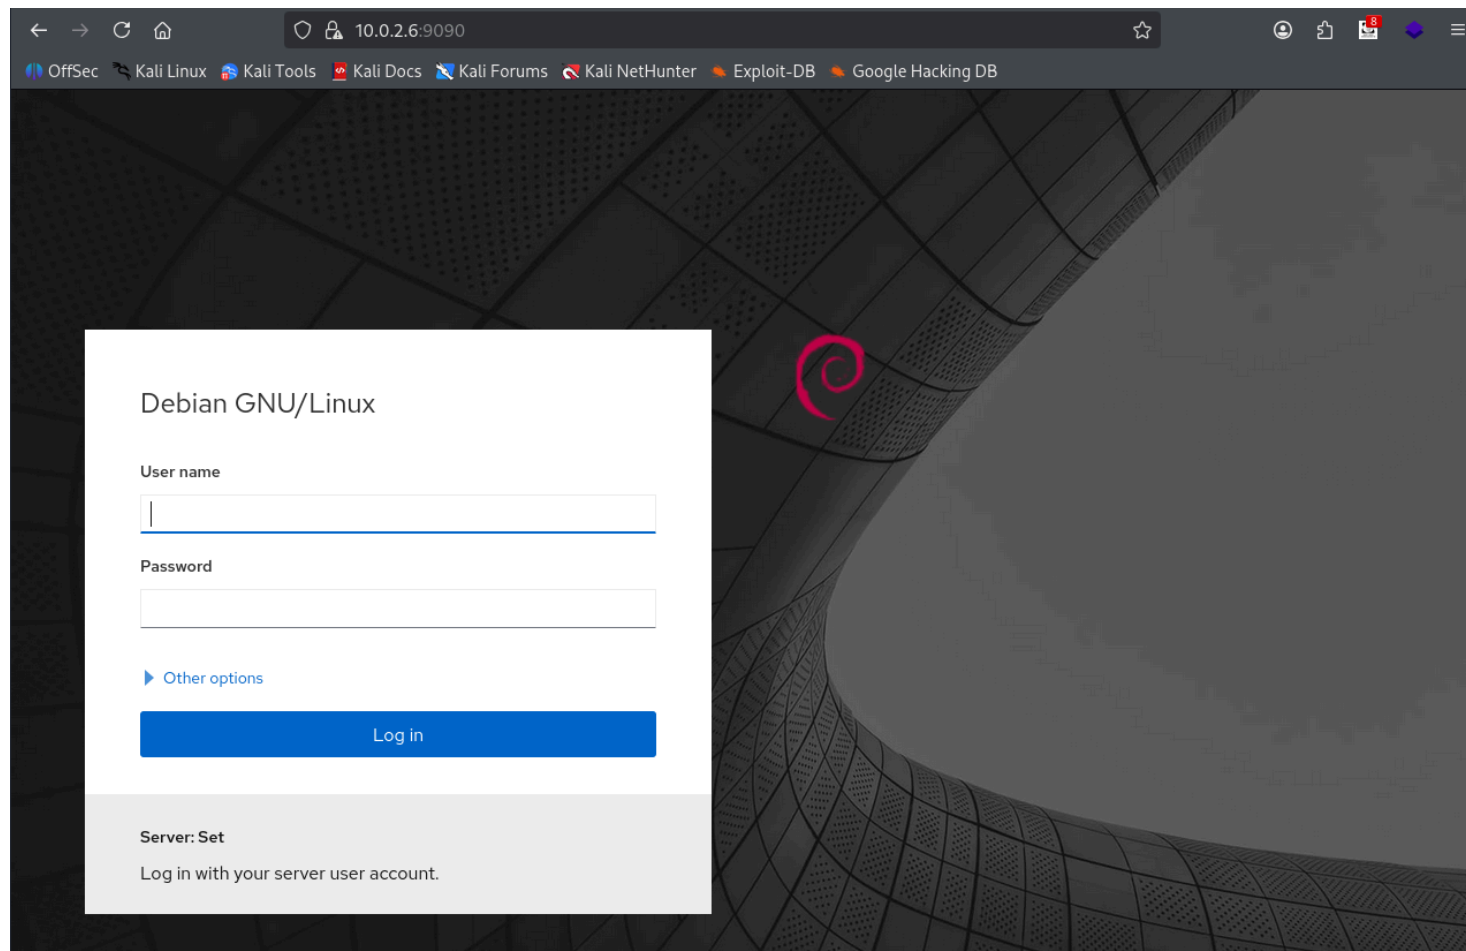 10.0.2.6:9090
8
OffSec Kali Linux Kali Tools Kali Docs Kali Forums Kali NetHunter Exploit-DB Google Hacking DB
Debian GNU/Linux
User name
Password
Other options
Log in
Server: Set
Log in with your server user account.